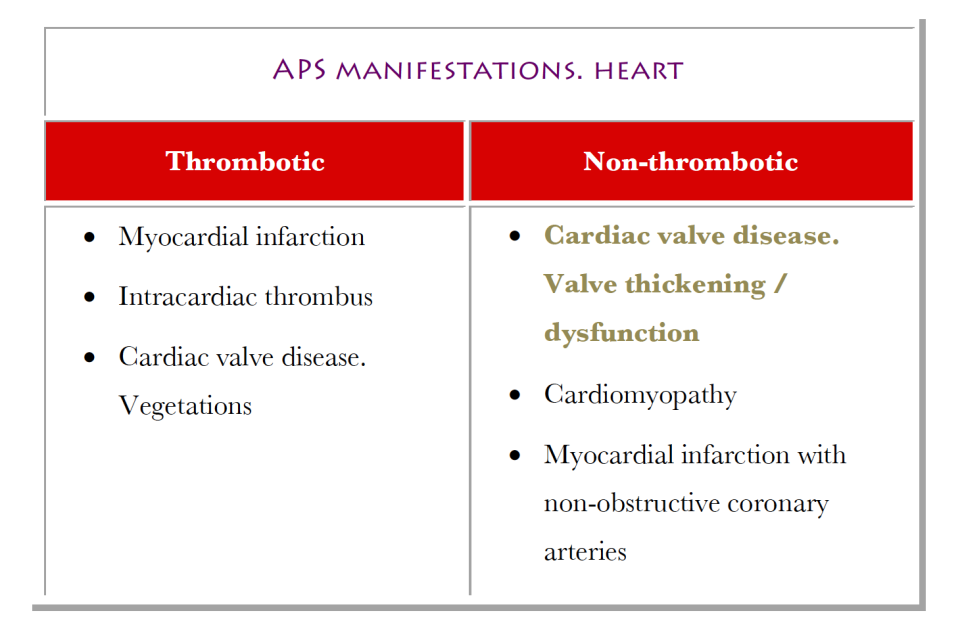 APS MANIFESTATIONS. HEART
Thrombotic
Non-thrombotic
• Myocardial infarction
• Intracardiac thrombus
• Cardiac valve disease.
Vegetations
• Cardiac valve disease.
Valve thickening /
dysfunction
• Cardiomyopathy
• Myocardial infarction with
non-obstructive coronary
arteries